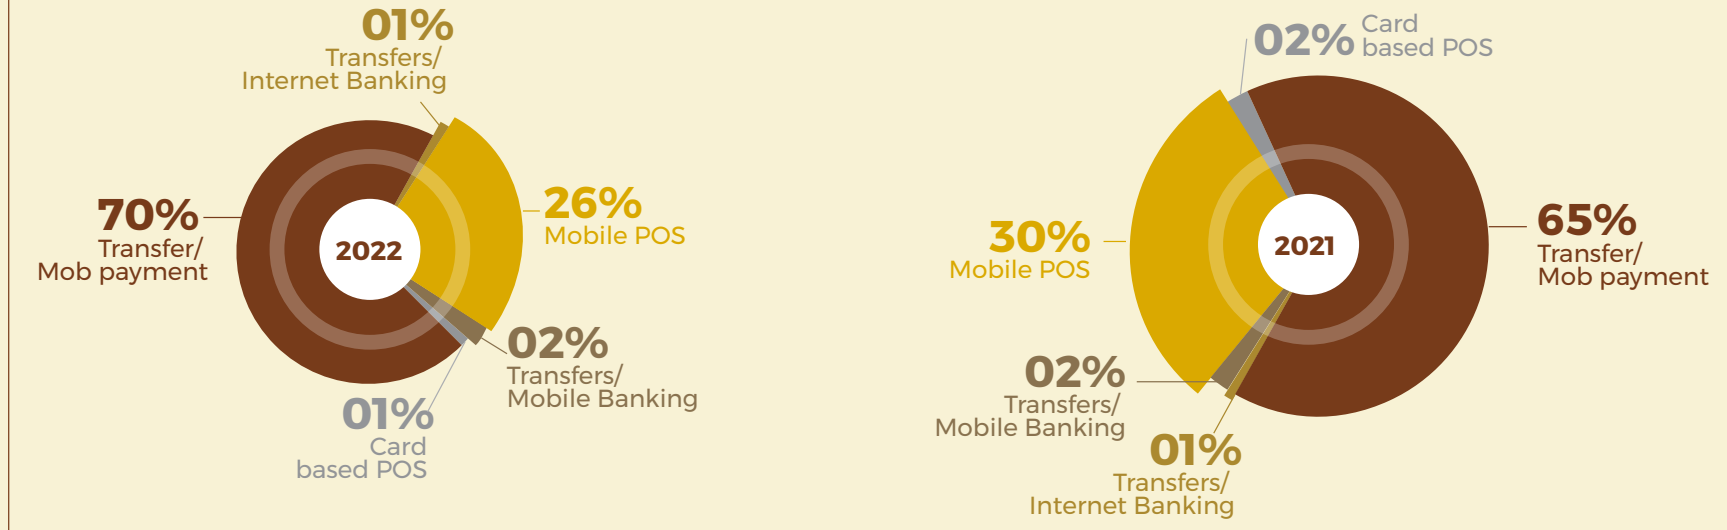 01%
Transfers/
Internet Banking
70%
Transfer/
Mob payment
2022
26%
Mobile POS
02%
Transfers/
Mobile Banking
01%
Card
based POS
02%
Card
based POS
30%
Mobile POS
2021
65%
Transfer/
Mob payment
02%
Transfers/
Mobile Banking
01%
Transfers/
Internet Banking